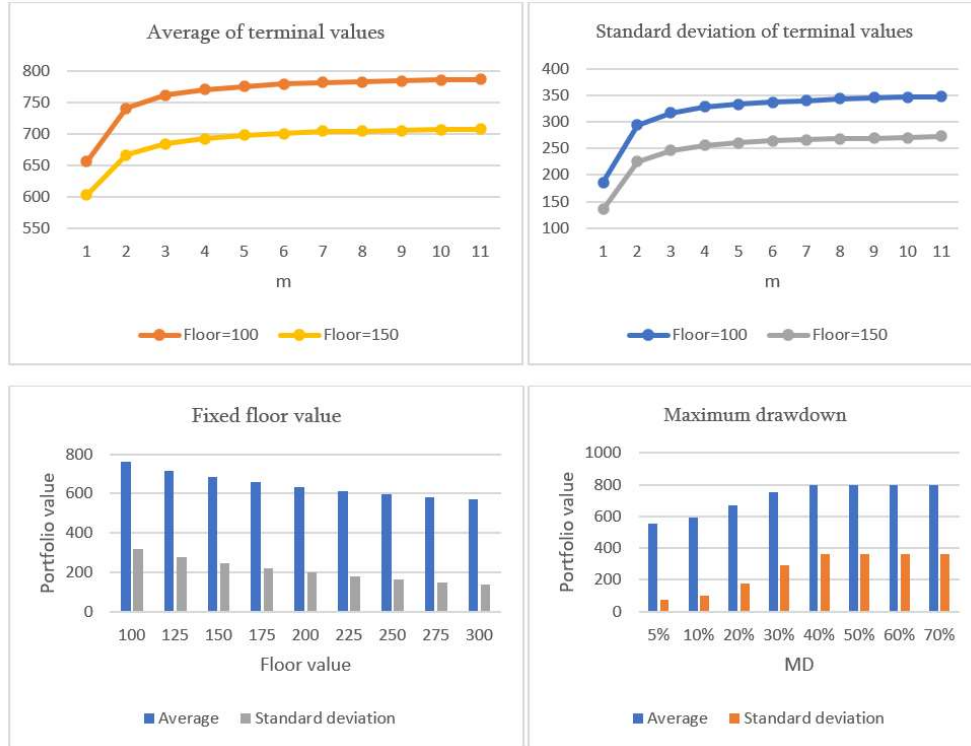 Average of terminal values
800
750
700
650
600
550
1 2 3 4 5 6 7 8 9 10 11
m
Floor=100 Floor=150
Standard deviation of terminal values
400
350
300
250
200
150
100
1 2 3 4 5 6 7 8 9 10 11
m
Floor=100 Floor=150
Fixed floor value
Portfolio value
800
600
400
200
0
100 125 150 175 200 225 250 275 300
Floor value
Average Standard deviation
Maximum drawdown
Portfolio value
1000
800
600
400
200
0
5% 10% 20% 30% 40% 50% 60% 70%
MD
Average Standard deviation